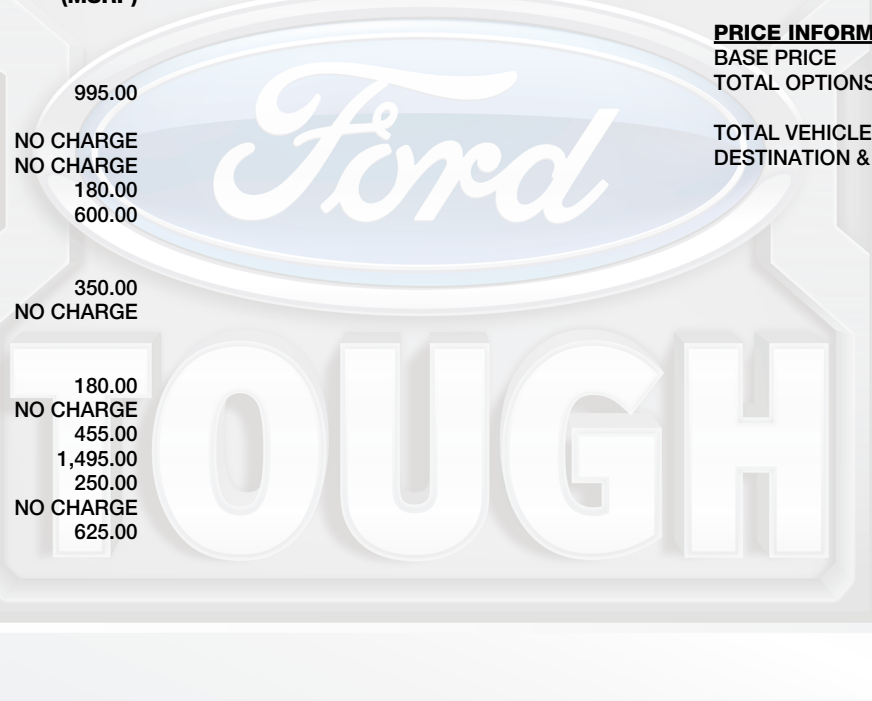 (MSRP)
995.00
NO CHARGE
NO CHARGE
180.00
600.00
350.00
NO CHARGE
180.00
NO CHARGE
455.00
1,495.00
250.00
NO CHARGE
625.00
PRICE INFORM
BASE PRICE
TOTAL OPTIONS
TOTAL VEHICLE
DESTINATION &
Ford
TOUGH